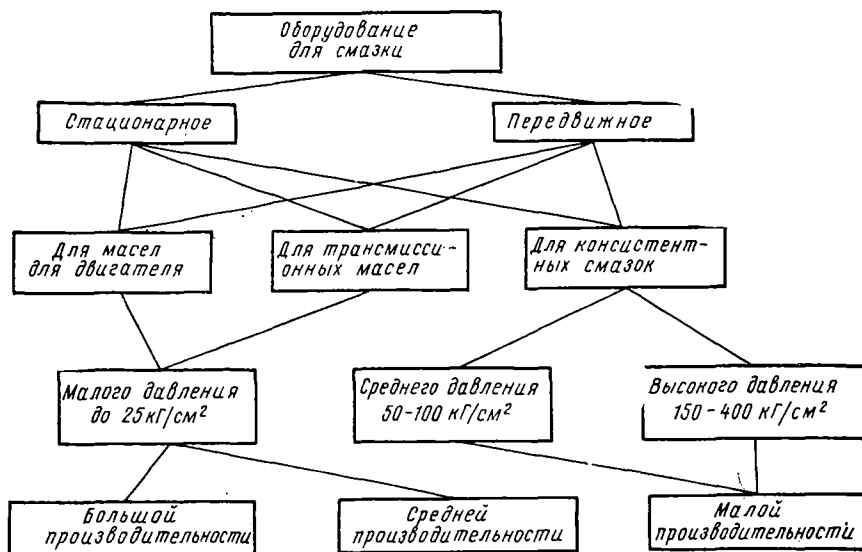 Оборудование
для смазки
Стационарное
Передвижное
Для масел
для двигателя
Для трансмисси-
онных масел
Для консистент-
ных смазок
Малого давления
до 25кГ/см²
Среднего давления
50-100 кГ/см²
Высокого давления
150-400 кГ/см²
Большой
производительности
Средней
производительности
Малой
производительности